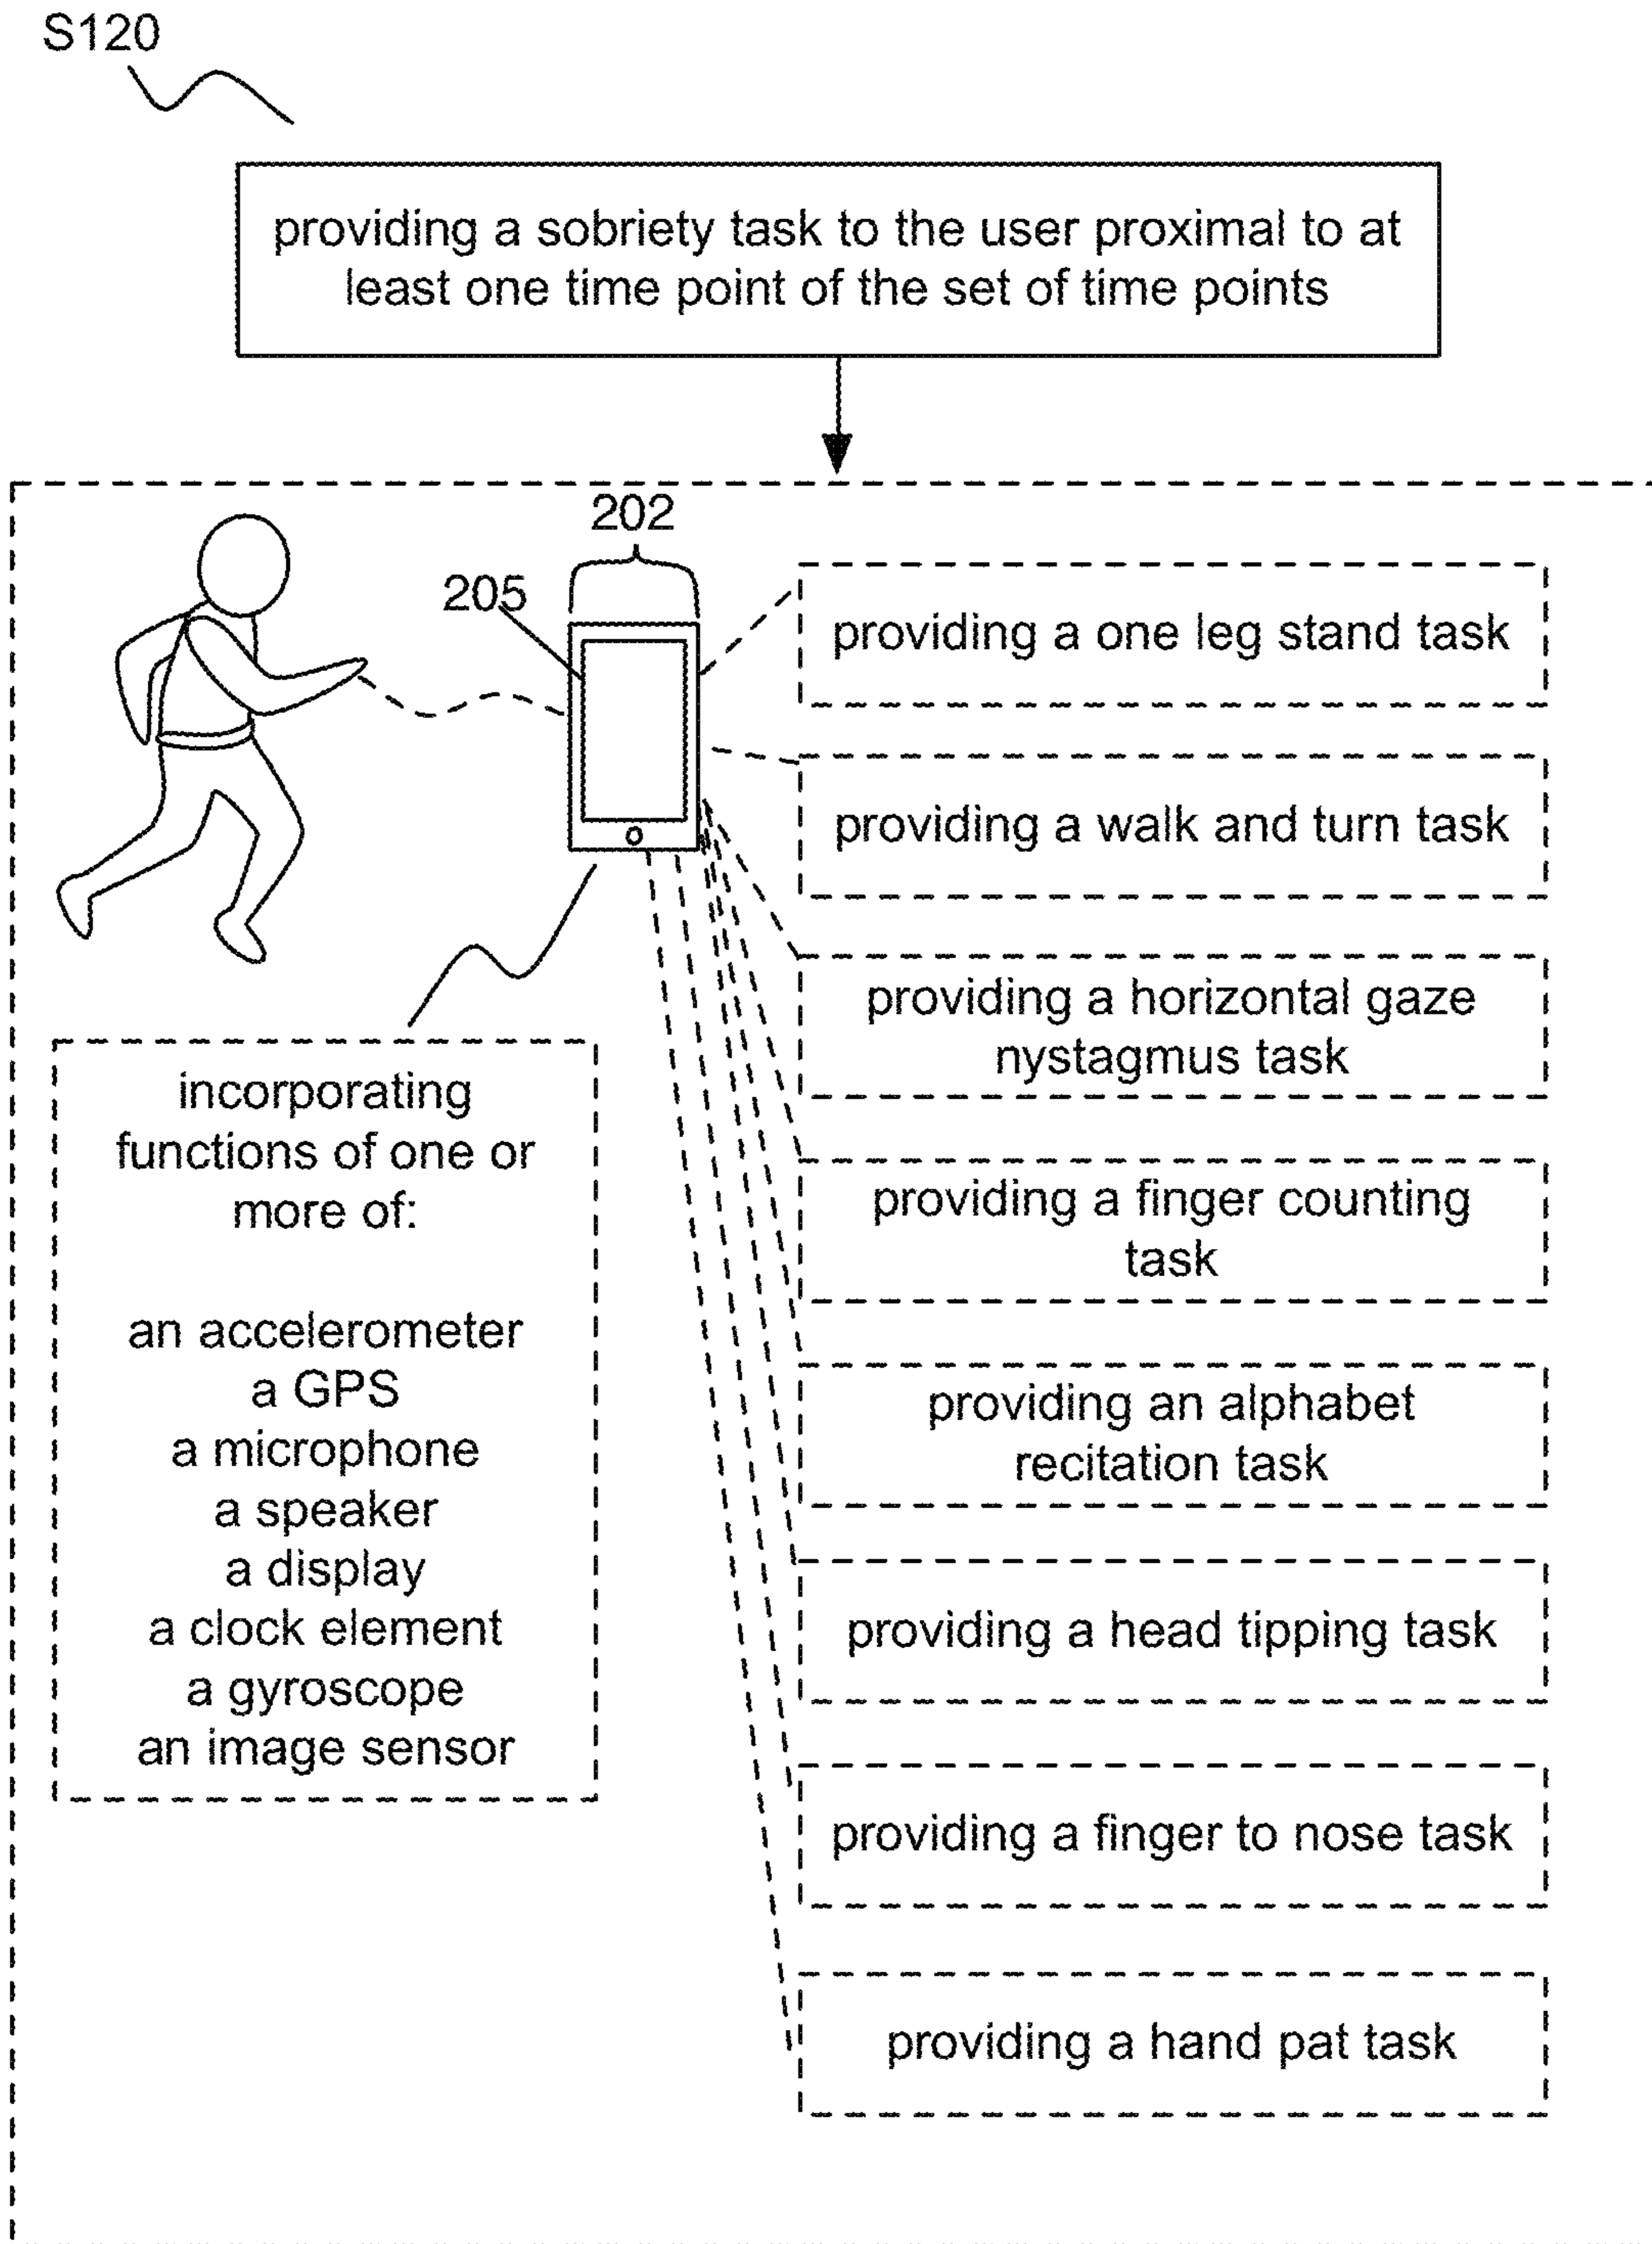 S120
providing a sobriety task to the user proximal to at
least one time point of the set of time points
202
205
providing a one leg stand task
providing a walk and turn task
providing a horizontal gaze
nystagmus task
providing a finger counting
task
providing an alphabet
recitation task
providing a head tipping task
providing a finger to nose task
providing a hand pat task
incorporating
functions of one or
more of:
an accelerometer
a GPS
a microphone
a speaker
a display
a clock element
a gyroscope
an image sensor